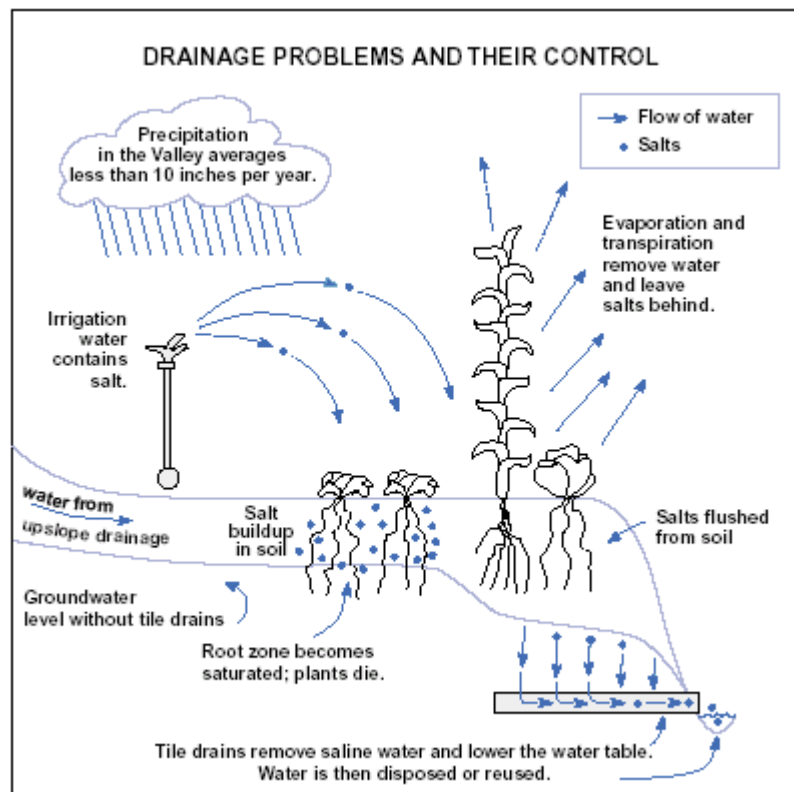 DRAINAGE PROBLEMS AND THEIR CONTROL
Precipitation
in the Valley averages
less than 10 inches per year.
Flow of water
Salts
Evaporation and
transpiration
remove water
and leave
salts behind.
Irrigation
water
contains
salt.
water from
upslope drainage
Salt
buildup
in soil
Salts flushed
from soil
Groundwater
level without tile drains
Root zone becomes
saturated; plants die.
Tile drains remove saline water and lower the water table.
Water is then disposed or reused.